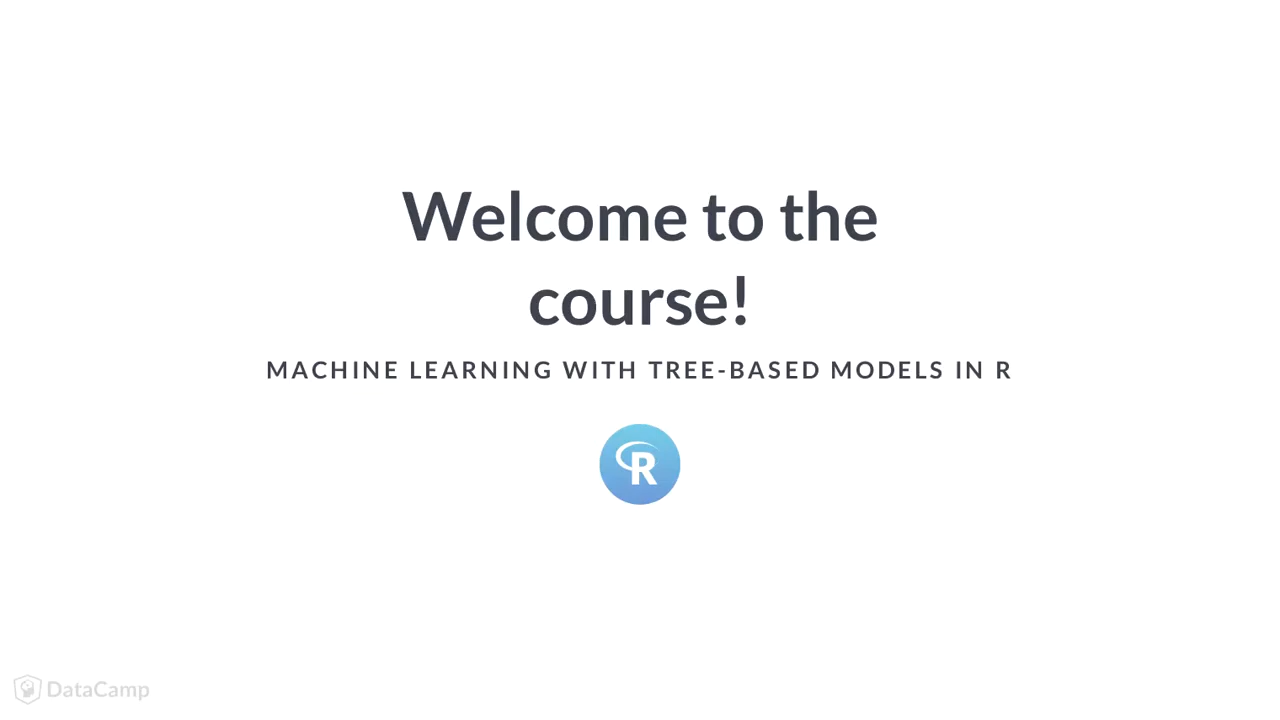 Welcome to the
course!
MACHINE LEARNING WITH TREE-BASED MODELS IN R
R
DataCamp